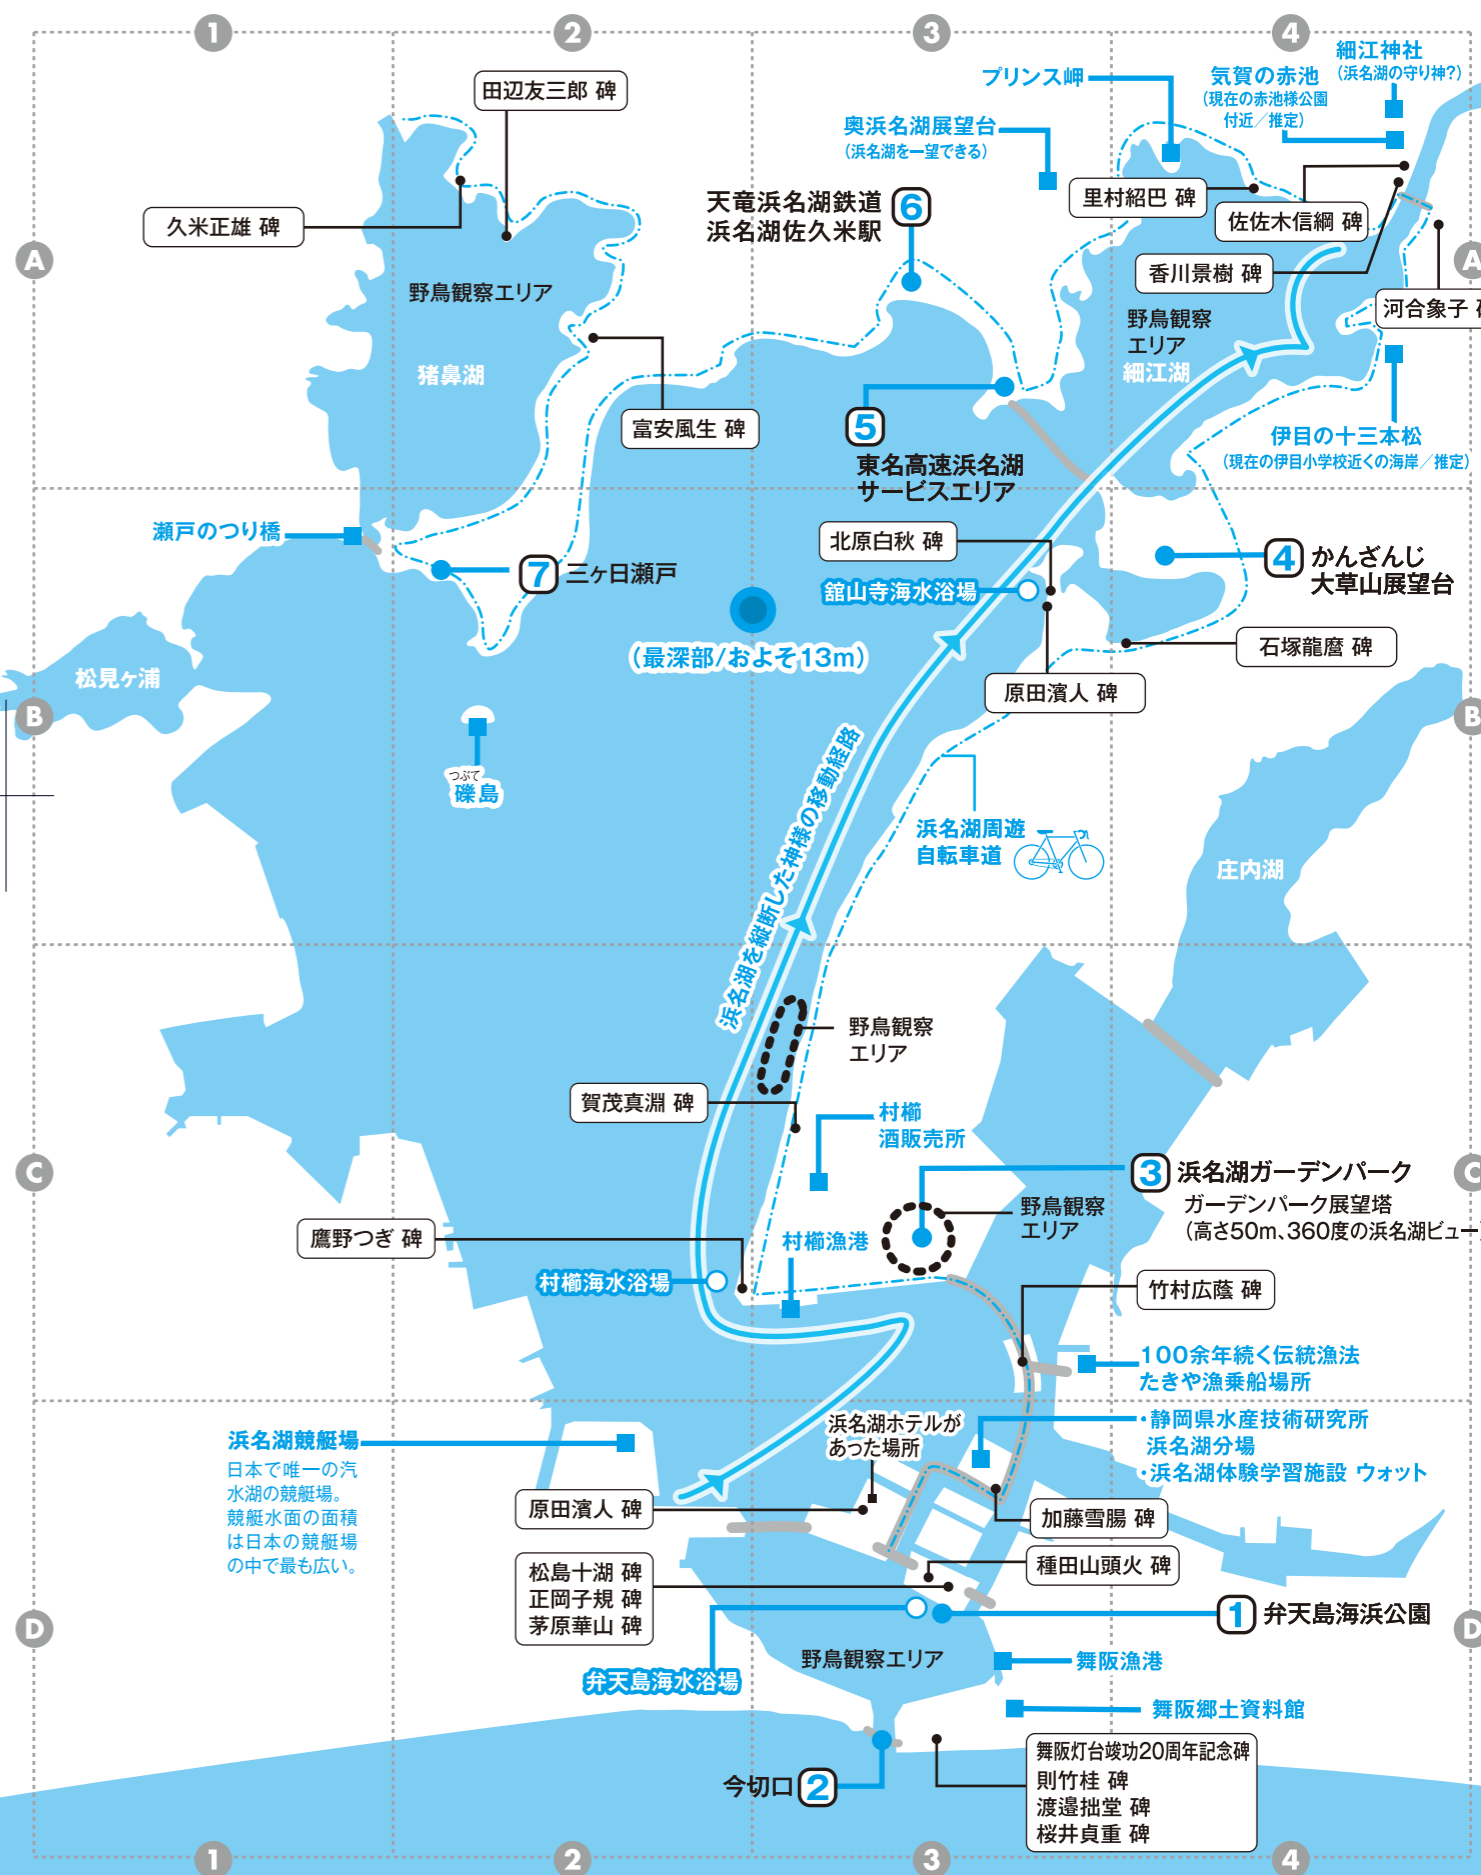 1
2
3
4
細江神社
(浜名湖の守り神?)
気賀の赤池
(現在の赤池様公園
付近／推定)
プリンス岬
奥浜名湖展望台
(浜名湖を一望できる)
田辺友三郎 碑
久米正雄 碑
里村紹巴 碑
佐佐木信綱 碑
天竜浜名湖鉄道
浜名湖佐久米駅
6
A
A
香川景樹 碑
河合象子
野鳥観察エリア
野鳥観察
エリア
細江湖
猪鼻湖
富安風生 碑
5
東名高速浜名湖
サービスエリア
伊目の十三本松
(現在の伊目小学校近くの海岸／推定)
瀬戸のつり橋
7
三ヶ日瀬戸
北原白秋 碑
舘山寺海水浴場
4
かんざんじ
大草山展望台
(最深部/およそ13m)
石塚龍麿 碑
松見ヶ浦
原田濱人 碑
B
B
つぶて
礫島
浜名湖を縦断した神様の移動経路
浜名湖周遊
自転車道
庄内湖
野鳥観察
エリア
賀茂真淵 碑
村櫛
酒販売所
C
C
3
浜名湖ガーデンパーク
ガーデンパーク展望塔
(高さ50m、360度の浜名湖ビュー
野鳥観察
エリア
鷹野つぎ 碑
村櫛漁港
村櫛海水浴場
竹村広蔭 碑
100余年続く伝統漁法
たきや漁乗船場所
浜名湖競艇場
日本で唯一の汽
水湖の競艇場。
競艇水面の面積
は日本の競艇場
の中で最も広い。
浜名湖ホテルが
あった場所
・静岡県水産技術研究所
浜名湖分場
・浜名湖体験学習施設 ウォット
原田濱人 碑
加藤雪腸 碑
松島十湖 碑
正岡子規 碑
茅原華山 碑
種田山頭火 碑
1
弁天島海浜公園
D
D
野鳥観察エリア
弁天島海水浴場
舞阪漁港
舞阪郷土資料館
今切口
2
舞阪灯台竣功20周年記念碑
則竹桂 碑
渡邉拙堂 碑
桜井貞重 碑
1
2
3
4